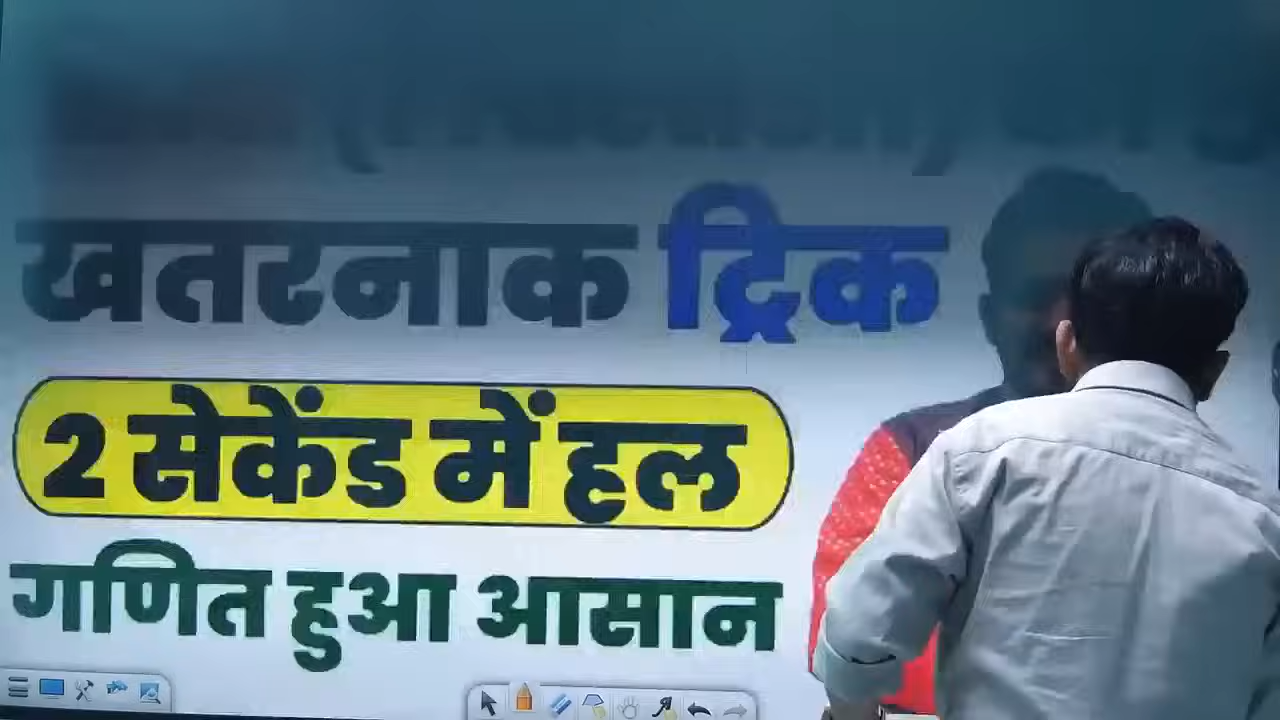 खतरनाक ट्रिक
2 सेकेंड में हल
गणित हुआ आसान